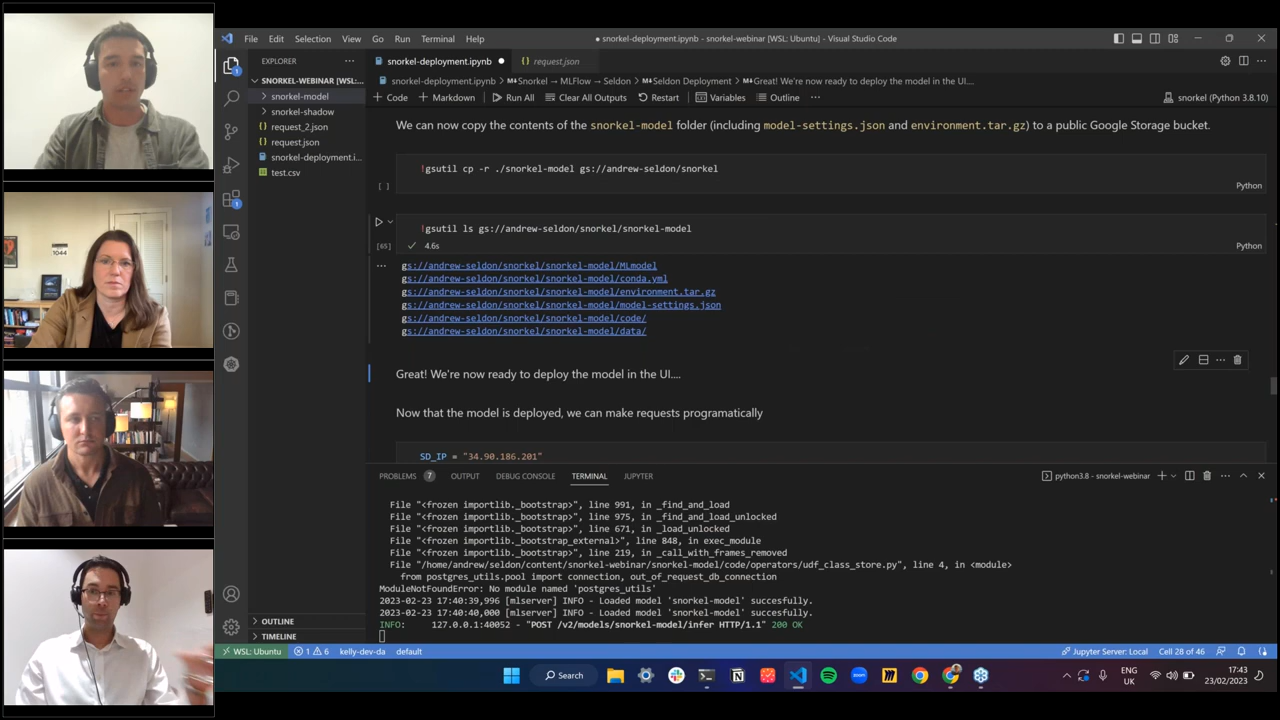 1044
File Edit Selection View Go Run Terminal Help
● snorkel-deployment.ipynb - snorkel-webinar [WSL: Ubuntu] - Visual Studio Code
EXPLORER
SNORKEL-WEBINAR [WSL:...
snorkel-model
snorkel-shadow
request_2.json
request.json
snorkel-deployment.i...
test.csv
OUTLINE
TIMELINE
snorkel-deployment.ipynb ●
{ } request.json
snorkel-deployment.ipynb > M↓Snorkel → MLFlow → Seldon > M↓Seldon Deployment > M↓Great! We're now ready to deploy the model in the UI....
+ Code + Markdown Run All Clear All Outputs Restart Variables Outline ··· snorkel (Python 3.8.10)
We can now copy the contents of the snorkel-model folder (including model-settings.json and environment.tar.gz) to a public Google Storage bucket.
!gsutil cp -r ./snorkel-model gs://andrew-seldon/snorkel
[ ] Python
!gsutil ls gs://andrew-seldon/snorkel/snorkel-model
[65] ✓ 4.6s Python
gs://andrew-seldon/snorkel/snorkel-model/MLmodel
gs://andrew-seldon/snorkel/snorkel-model/conda.yml
gs://andrew-seldon/snorkel/snorkel-model/environment.tar.gz
gs://andrew-seldon/snorkel/snorkel-model/model-settings.json
gs://andrew-seldon/snorkel/snorkel-model/code/
gs://andrew-seldon/snorkel/snorkel-model/data/
Great! We're now ready to deploy the model in the UI....
Now that the model is deployed, we can make requests programatically
SD_IP = "34.90.186.201"
PROBLEMS 7 OUTPUT DEBUG CONSOLE TERMINAL JUPYTER python3.8 - snorkel-webinar
File "<frozen importlib._bootstrap>", line 991, in _find_and_load
File "<frozen importlib._bootstrap>", line 975, in _find_and_load_unlocked
File "<frozen importlib._bootstrap>", line 671, in _load_unlocked
File "<frozen importlib._bootstrap_external>", line 848, in exec_module
File "<frozen importlib._bootstrap>", line 219, in _call_with_frames_removed
File "/home/andrew/seldon/content/snorkel-webinar/snorkel-model/code/operators/udf_class_store.py", line 4, in <module>
from postgres_utils.pool import connection, out_of_request_db_connection
ModuleNotFoundError: No module named 'postgres_utils'
2023-02-23 17:40:39,996 [mlserver] INFO - Loaded model 'snorkel-model' succesfully.
2023-02-23 17:40:40,000 [mlserver] INFO - Loaded model 'snorkel-model' succesfully.
INFO: 127.0.0.1:40052 - "POST /v2/models/snorkel-model/infer HTTP/1.1" 200 OK
WSL: Ubuntu 1 6 kelly-dev-da default Jupyter Server: Local Cell 28 of 46
Search
ENG
UK
17:43
23/02/2023